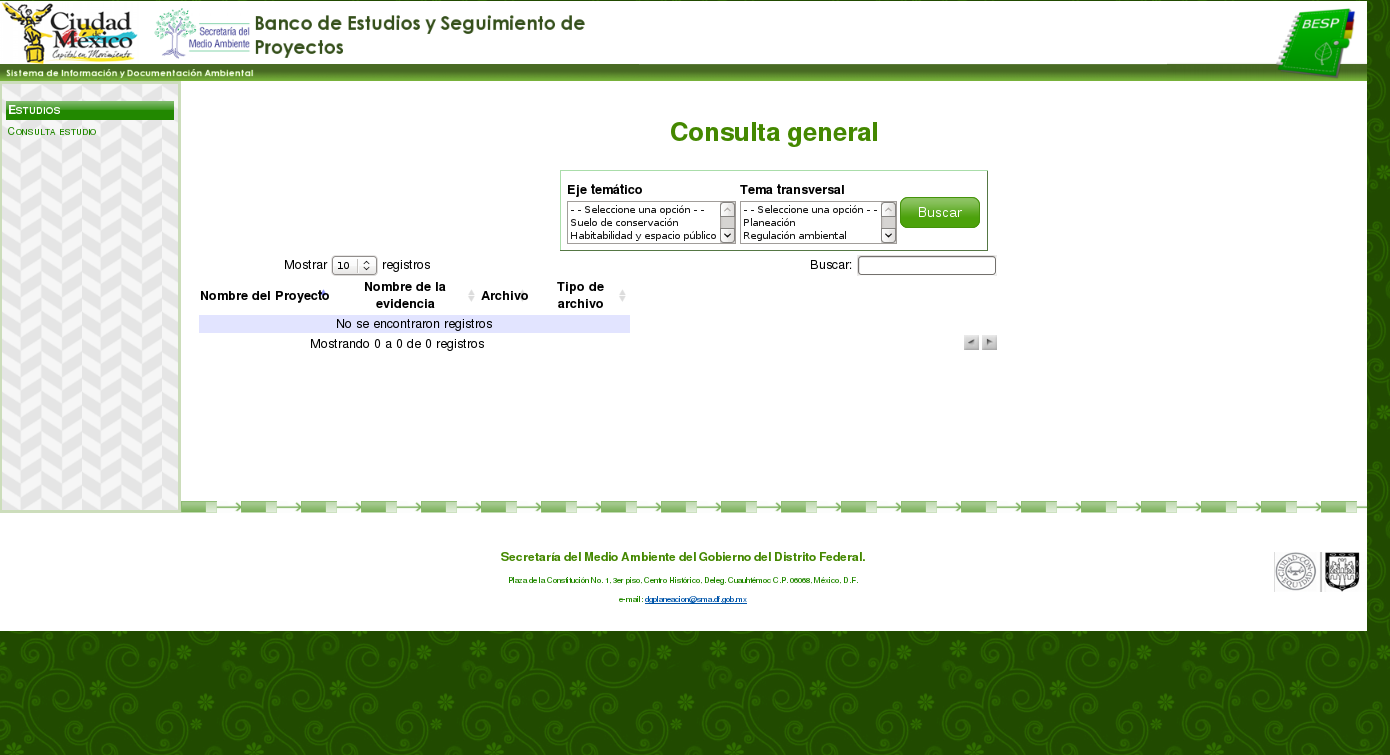 Ciudad
México
Capital en Movimiento
Secretaría del
Medio Ambiente
Banco de Estudios y Seguimiento de
Proyectos
BESP
Sistema de Información y Documentación Ambiental
Estudios
Consulta estudio
Consulta general
Eje temático
Tema transversal
- - Seleccione una opción - -
Suelo de conservación
Habitabilidad y espacio público
- - Seleccione una opción - -
Planeación
Regulación ambiental
Buscar
Mostrar 10 registros
Buscar:
Nombre del Proyecto
Nombre de la
evidencia
Archivo
Tipo de
archivo
No se encontraron registros
Mostrando 0 a 0 de 0 registros
Secretaría del Medio Ambiente del Gobierno del Distrito Federal.
Plaza de la Constitución No. 1, 3er piso, Centro Histórico, Deleg. Cuauhtémoc C.P. 06068, México, D.F.
e-mail: dgplaneacion@sma.df.gob.mx